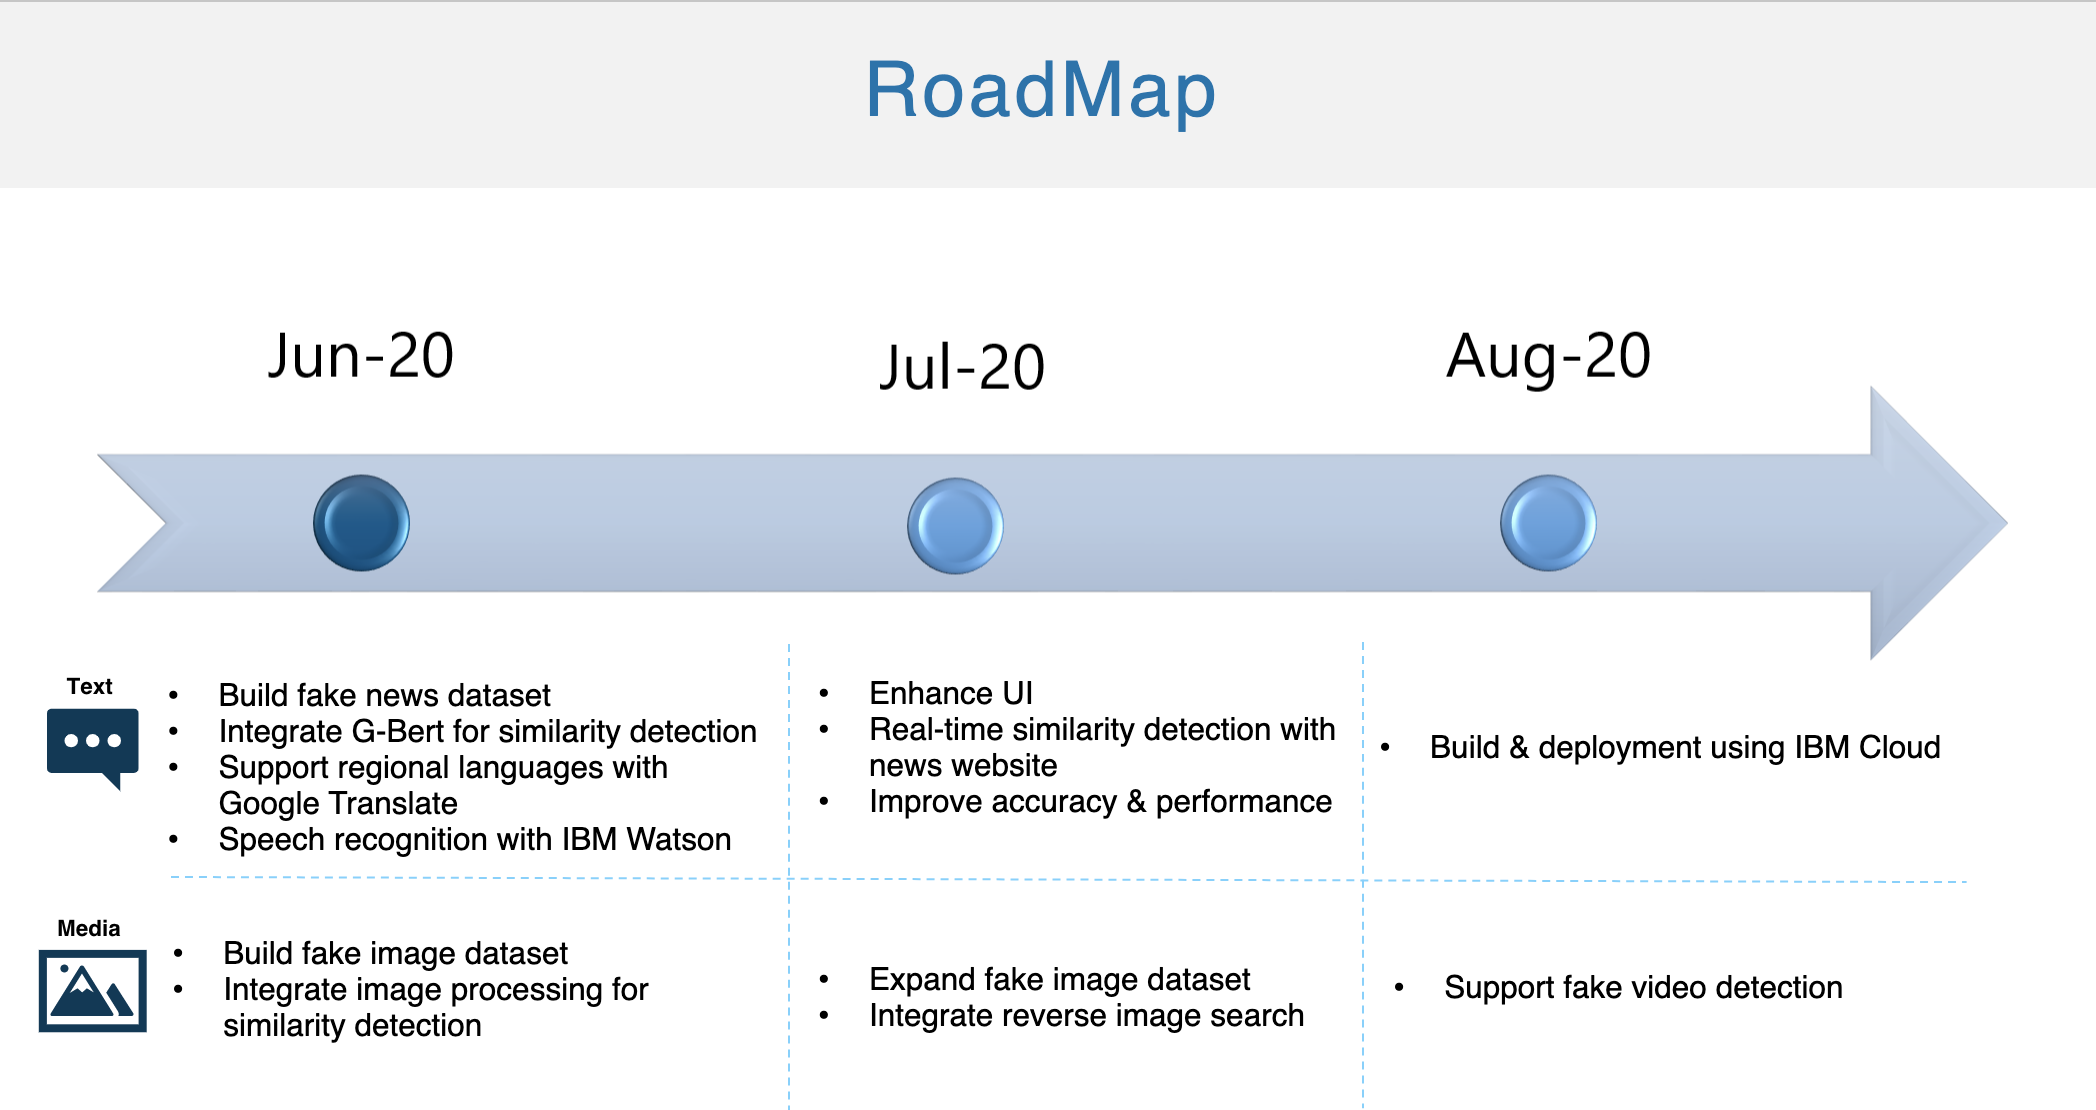 RoadMap
Jun-20
Jul-20
Aug-20
Text
• Build fake news dataset
• Integrate G-Bert for similarity detection
• Support regional languages with
Google Translate
• Speech recognition with IBM Watson
• Enhance UI
• Real-time similarity detection with
news website
• Improve accuracy & performance
• Build & deployment using IBM Cloud
Media
• Build fake image dataset
• Integrate image processing for
similarity detection
• Expand fake image dataset
• Integrate reverse image search
• Support fake video detection